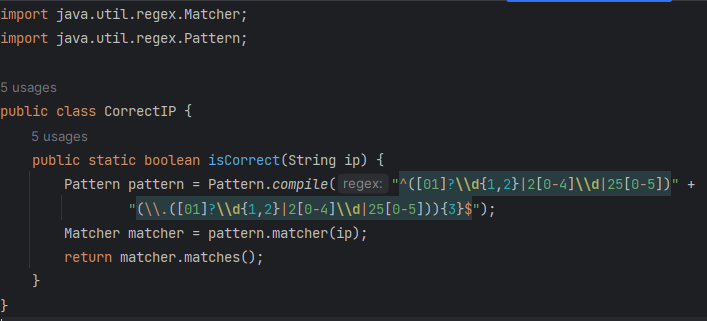 import java.util.regex.Matcher;
import java.util.regex.Pattern;
5 usages
public class CorrectIP {
5 usages
public static boolean isCorrect(String ip) {
Pattern pattern = Pattern.compile( regex: "^([01]?\\d{1,2}|2[0-4]\\d|25[0-5])" +
"(\\.([01]?\\d{1,2}|2[0-4]\\d|25[0-5])){3}$");
Matcher matcher = pattern.matcher(ip);
return matcher.matches();
}
}